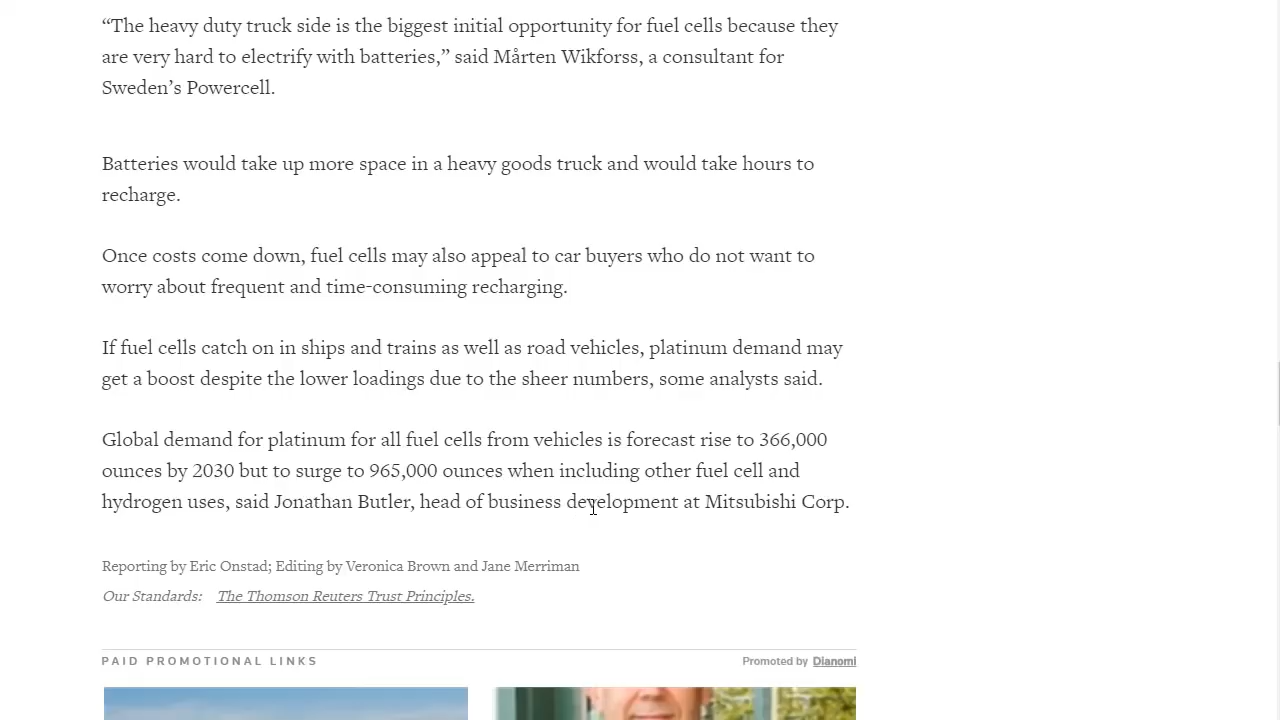 “The heavy duty truck side is the biggest initial opportunity for fuel cells because they
are very hard to electrify with batteries,” said Mårten Wikforss, a consultant for
Sweden’s Powercell.
Batteries would take up more space in a heavy goods truck and would take hours to
recharge.
Once costs come down, fuel cells may also appeal to car buyers who do not want to
worry about frequent and time-consuming recharging.
If fuel cells catch on in ships and trains as well as road vehicles, platinum demand may
get a boost despite the lower loadings due to the sheer numbers, some analysts said.
Global demand for platinum for all fuel cells from vehicles is forecast rise to 366,000
ounces by 2030 but to surge to 965,000 ounces when including other fuel cell and
hydrogen uses, said Jonathan Butler, head of business development at Mitsubishi Corp.
Reporting by Eric Onstad; Editing by Veronica Brown and Jane Merriman
Our Standards: The Thomson Reuters Trust Principles.
PAID PROMOTIONAL LINKS Promoted by Dianomi